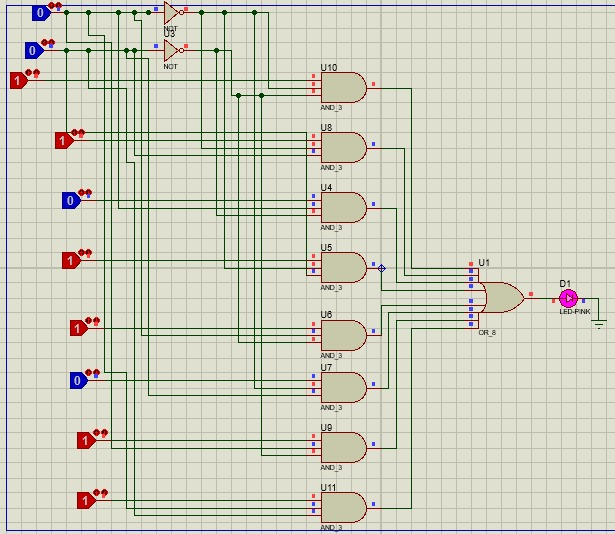 0
NOT
U3
0
NOT
1
U10
AND_3
1
U8
AND_3
0
U4
AND_3
1
U5
AND_3
U1
OR_8
D1
LED-PINK
1
U6
AND_3
0
U7
AND_3
1
U9
AND_3
1
U11
AND_3